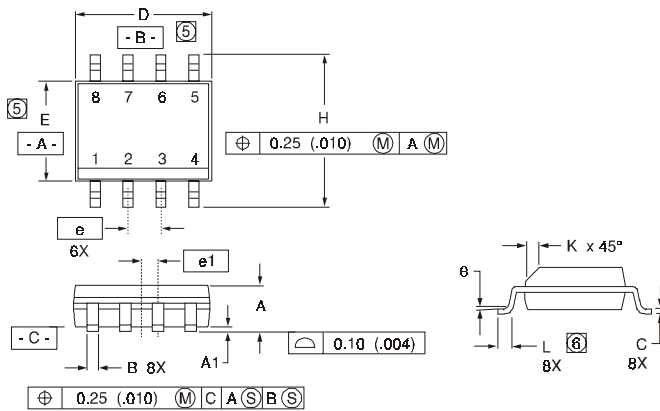 D
- B -
5
8 7 6 5
5
E
H
- A -
0.25 (.010) M A M
1 2 3 4
e
6X
e1
K x 45°
θ
A
- C -
A1
0.10 (.004)
B 8X
L 6
8X
C
8X
0.25 (.010) M C A S B S